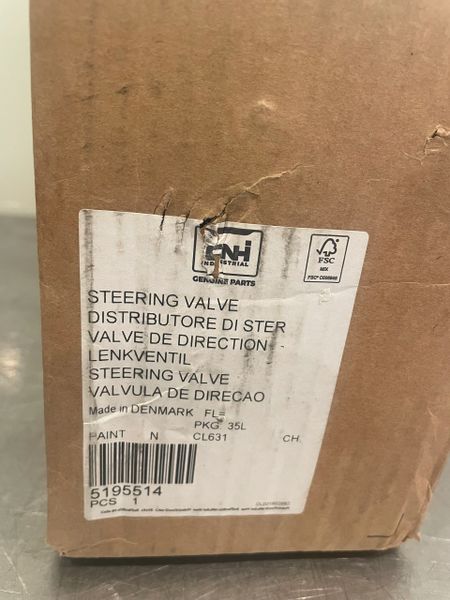 CNH
INDUSTRIAL
GENUINE PARTS
FSC
MIX
STEERING VALVE
DISTRIBUTORE DI STER
VALVE DE DIRECTION -
LENKVENTIL
STEERING VALVE
VALVULA DE DIRECAO
Made in DENMARK FL=
PKG. 35L
PAINT N CL631 CH
5195514
PCS 1